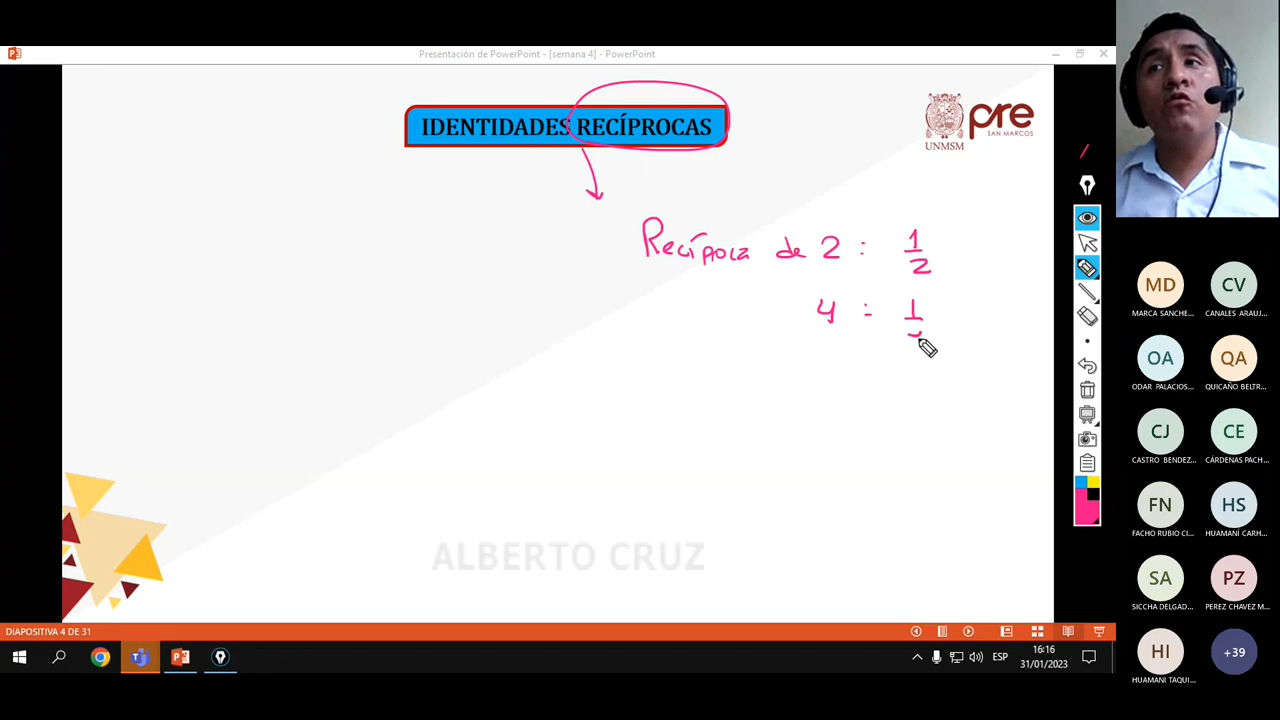 Presentación de PowerPoint - [semana 4] - PowerPoint
IDENTIDADES RECÍPROCAS
UNMSM
pre
SAN MARCOS
Recíproca de 2 : 1/2
4 : 1
ALBERTO CRUZ
MD
MARCA SANCHE...
CV
CANALES ARAUJ...
OA
ODAR PALACIOS...
QA
QUICAÑO BELTR...
CJ
CASTRO BENDEZ...
CE
CÁRDENAS PACH...
FN
FACHO RUBIO CI...
HS
HUAMANÍ CARH...
SA
SICCHA DELGAD...
PZ
PEREZ CHAVEZ M...
HI
HUAMANI TAQUI...
+39
DIAPOSITIVA 4 DE 31
ESP
16:16
31/01/2023